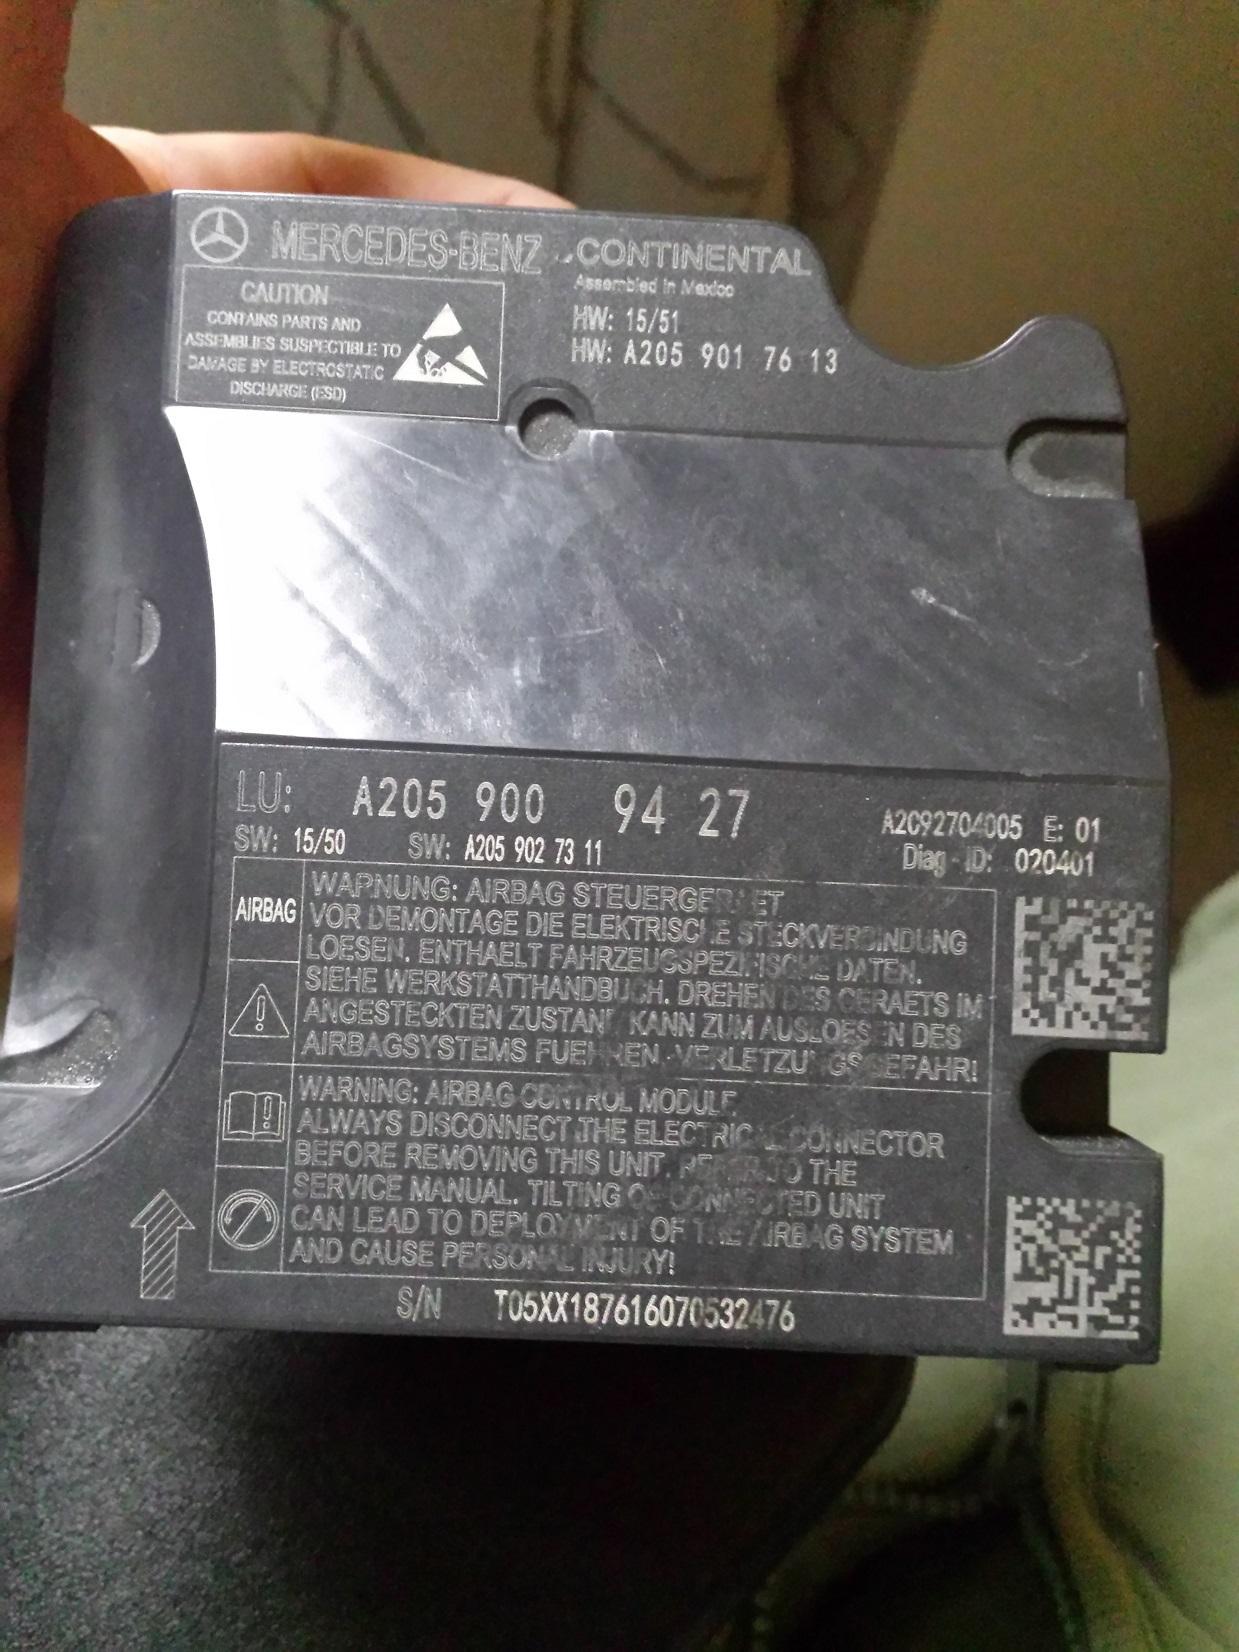 MERCEDES-BENZ
CONTINENTAL
Assembled in Mexico
CAUTION
CONTAINS PARTS AND
ASSEMBLIES SUSPECTIBLE TO
DAMAGE BY ELECTROSTATIC
DISCHARGE (ESD)
HW: 15/51
HW: A205 901 76 13
LU: A205 900 94 27
A2C92704005 E: 01
SW: 15/50 SW: A205 902 73 11
Diag-ID: 020401
AIRBAG
WARNUNG: AIRBAG STEUERGERAET
VOR DEMONTAGE DIE ELEKTRISCHE STECKVERBINDUNG
LOESEN. ENTHAELT FAHRZEUGSPEZIFISCHE DATEN.
SIEHE WERKSTATTHANDBUCH. DREHEN DES GERAETS IM
ANGESTECKTEN ZUSTAND KANN ZUM AUSLOESEN DES
AIRBAGSYSTEMS FUEHREN. VERLETZUNGSGEFAHR!
WARNING: AIRBAG CONTROL MODULE.
ALWAYS DISCONNECT THE ELECTRICAL CONNECTOR
BEFORE REMOVING THIS UNIT. REFER TO THE
SERVICE MANUAL. TILTING OF CONNECTED UNIT
CAN LEAD TO DEPLOYMENT OF THE AIRBAG SYSTEM
AND CAUSE PERSONAL INJURY!
S/N T05XX187616070532476